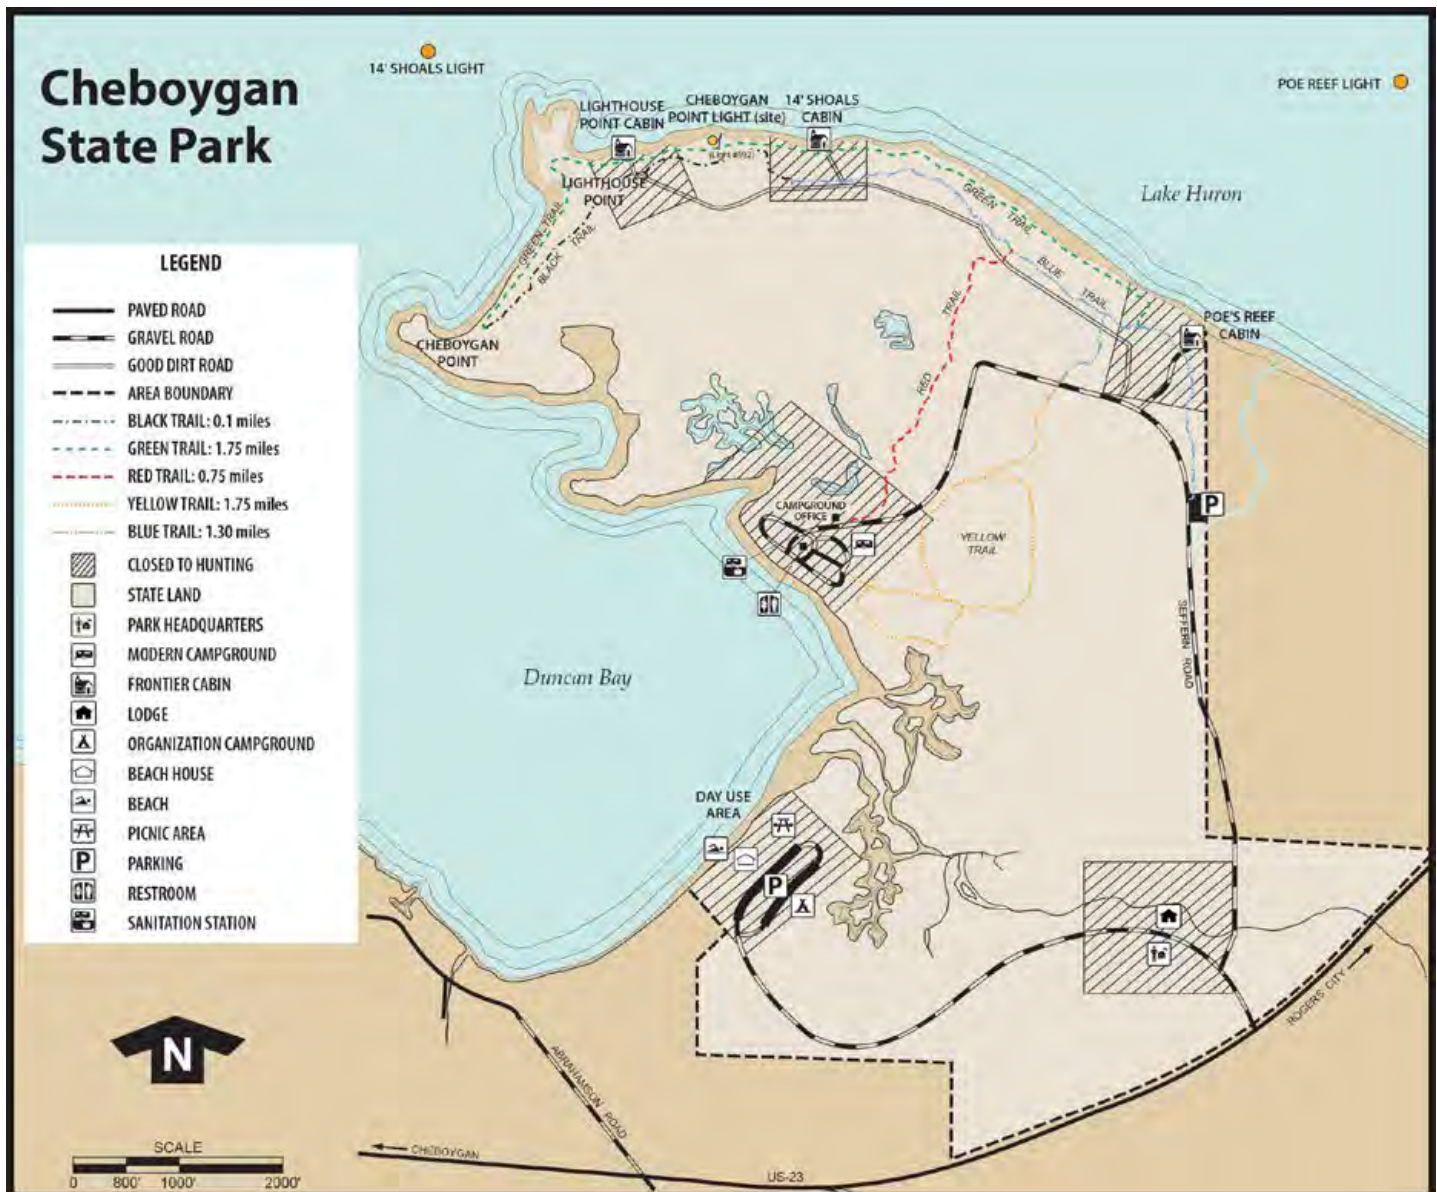 Cheboygan
State Park
14' SHOALS LIGHT
POE REEF LIGHT
LIGHTHOUSE
POINT CABIN
CHEBOYGAN
POINT LIGHT (site)
14' SHOALS
CABIN
Lake Huron
LIGHTHOUSE
POINT
GREEN TRAIL
BLACK TRAIL
GREEN TRAIL
BLUE TRAIL
RED TRAIL
CHEBOYGAN
POINT
POE'S REEF
CABIN
LEGEND
PAVED ROAD
GRAVEL ROAD
GOOD DIRT ROAD
AREA BOUNDARY
BLACK TRAIL: 0.1 miles
GREEN TRAIL: 1.75 miles
RED TRAIL: 0.75 miles
YELLOW TRAIL: 1.75 miles
BLUE TRAIL: 1.30 miles
CLOSED TO HUNTING
STATE LAND
PARK HEADQUARTERS
MODERN CAMPGROUND
FRONTIER CABIN
LODGE
ORGANIZATION CAMPGROUND
BEACH HOUSE
BEACH
PICNIC AREA
P PARKING
RESTROOM
SANITATION STATION
CAMPGROUND
OFFICE
P
YELLOW
TRAIL
SEFFERN ROAD
Duncan Bay
DAY USE
AREA
P
ROGERS CITY
ABRAHAMSON ROAD
CHEBOYGAN
US-23
N
SCALE
0 800' 1000' 2000'